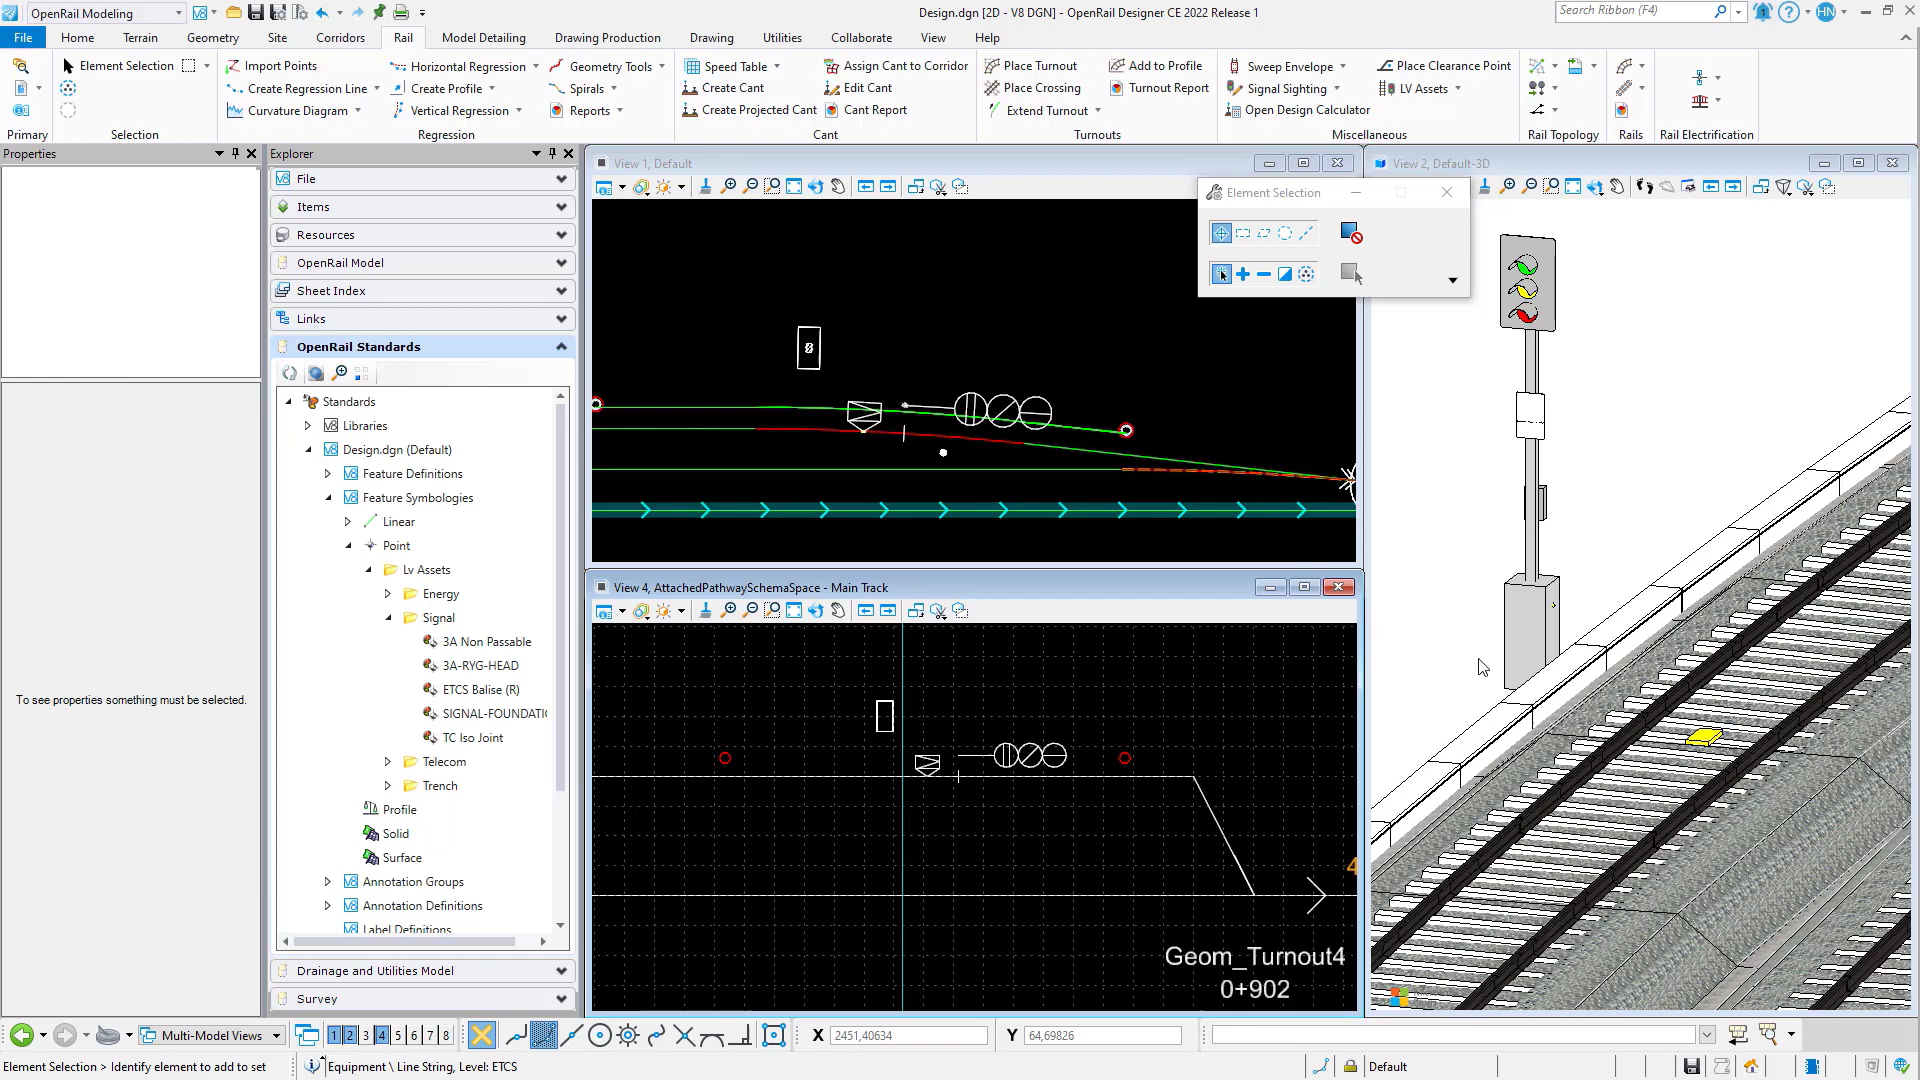 OpenRail Modeling
Design.dgn [2D - V8 DGN] - OpenRail Designer CE 2022 Release 1
Search Ribbon (F4)
HN
File Home Terrain Geometry Site Corridors Rail Model Detailing Drawing Production Drawing Utilities Collaborate View Help
Element Selection
Import Points
Horizontal Regression
Geometry Tools
Speed Table
Assign Cant to Corridor
Place Turnout
Add to Profile
Sweep Envelope
Place Clearance Point
Create Regression Line
Create Profile
Spirals
Create Cant
Edit Cant
Place Crossing
Turnout Report
Signal Sighting
LV Assets
Curvature Diagram
Vertical Regression
Reports
Create Projected Cant
Cant Report
Extend Turnout
Open Design Calculator
Primary
Selection
Regression
Cant
Turnouts
Miscellaneous
Rail Topology
Rails
Rail Electrification
Properties
To see properties something must be selected.
Explorer
File
Items
Resources
OpenRail Model
Sheet Index
Links
OpenRail Standards
Standards
Libraries
Design.dgn (Default)
Feature Definitions
Feature Symbologies
Linear
Point
Lv Assets
Energy
Signal
3A Non Passable
3A-RYG-HEAD
ETCS Balise (R)
SIGNAL-FOUNDATI
TC Iso Joint
Telecom
Trench
Profile
Solid
Surface
Annotation Groups
Annotation Definitions
Label Definitions
Drainage and Utilities Model
Survey
View 1, Default
Element Selection
View 4, AttachedPathwaySchemaSpace - Main Track
4
Geom_Turnout4
0+902
View 2, Default-3D
Multi-Model Views
1 2 3 4 5 6 7 8
X 2451,40634
Y 64,69826
Element Selection > Identify element to add to set
Equipment \ Line String, Level: ETCS
Default